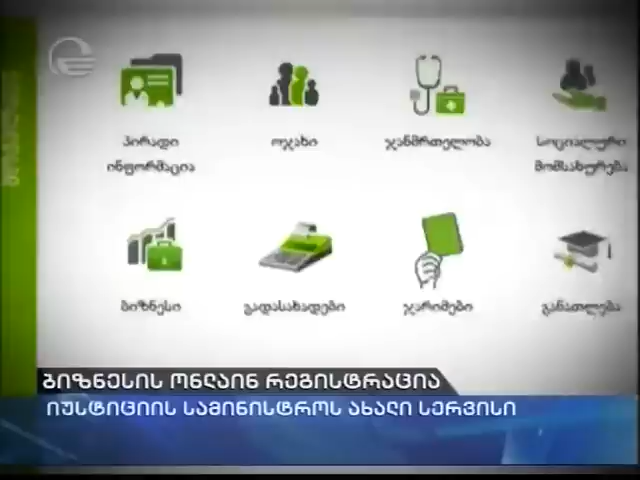 პირადი
ინფორმაცია
ოჯახი
ჯანმრთელობა
სოციალური
მომსახურება
ბიზნესი
გადასახადები
ჯარიმები
განათლება
ბიზნესის ონლაინ რეგისტრაცია
იუსტიციის სამინისტროს ახალი სერვისი